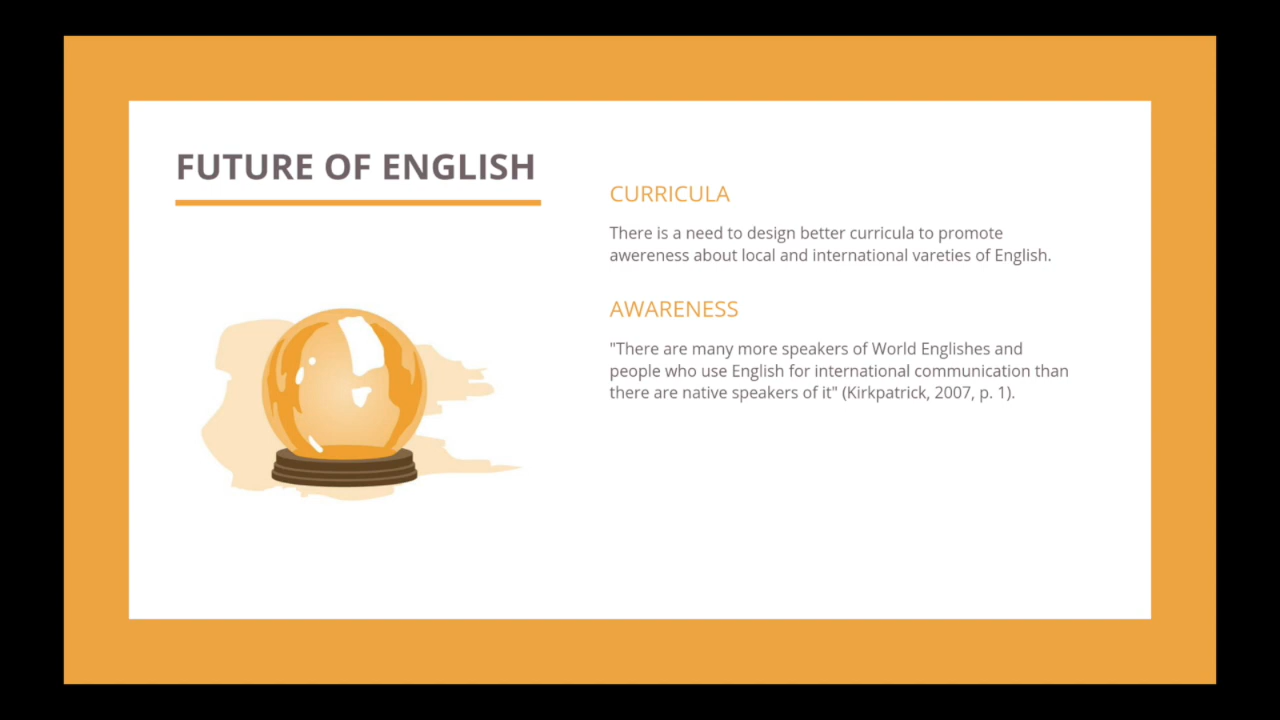 FUTURE OF ENGLISH
CURRICULA
There is a need to design better curricula to promote
awereness about local and international vareties of English.
AWARENESS
"There are many more speakers of World Englishes and
people who use English for international communication than
there are native speakers of it" (Kirkpatrick, 2007, p. 1).